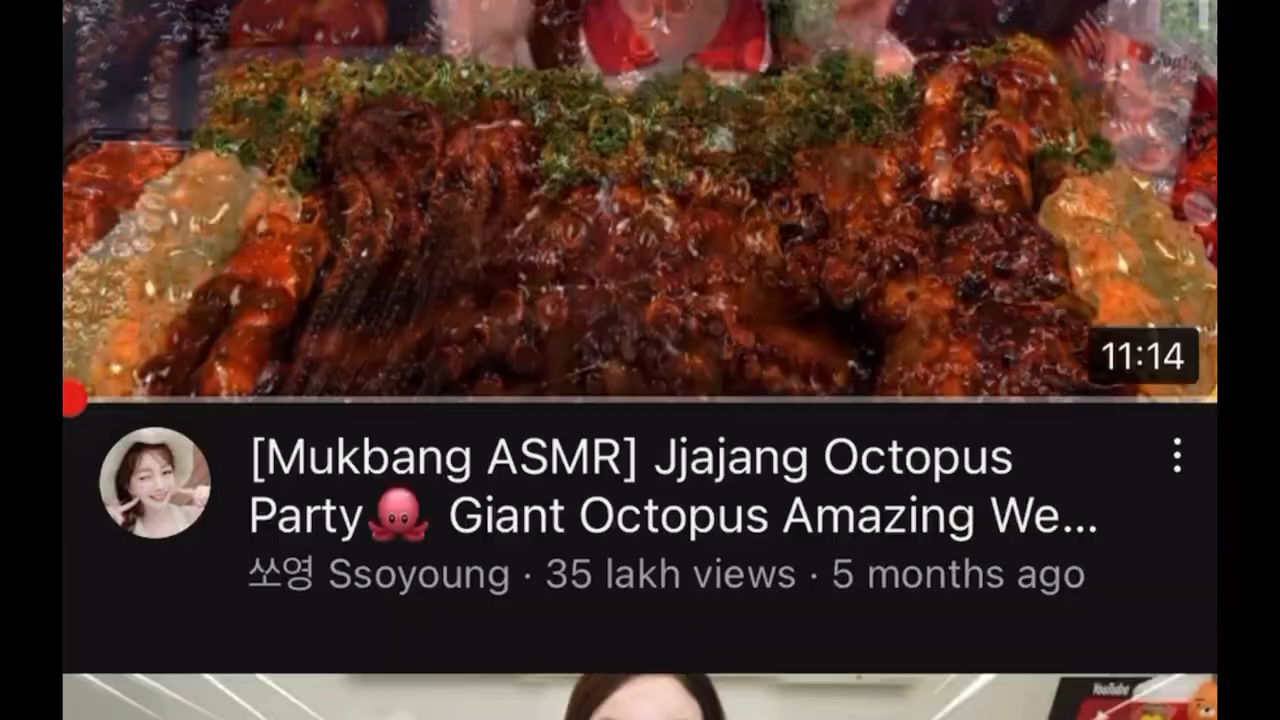 11:14
[Mukbang ASMR] Jjajang Octopus
Party🐙 Giant Octopus Amazing We...
쏘영 Ssoyoung · 35 lakh views · 5 months ago
YouTube